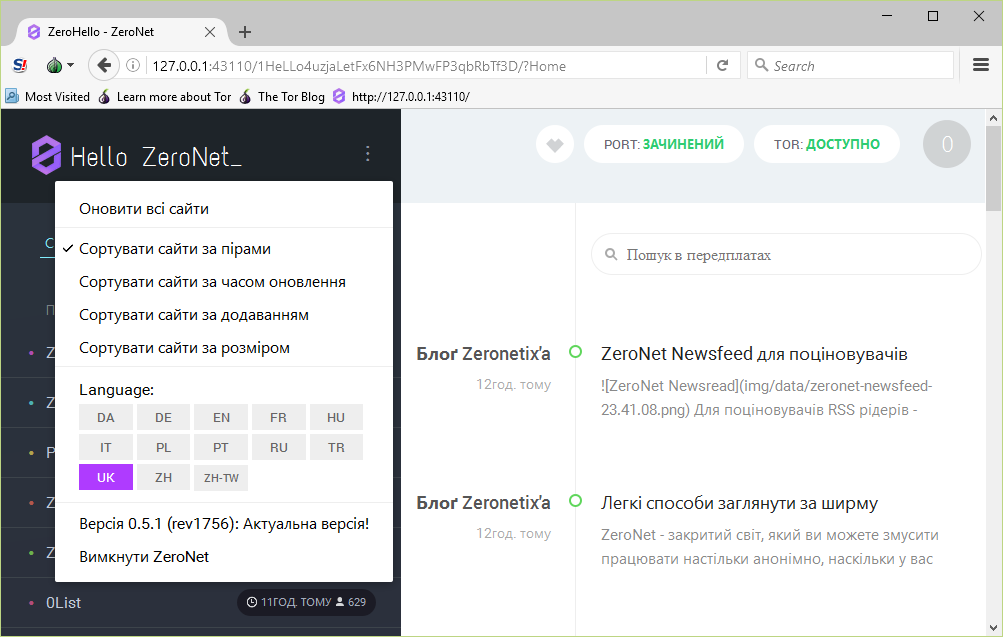 ZeroHello - ZeroNet
127.0.0.1:43110/1HeLLo4uzjaLetFx6NH3PMwFP3qbRbTf3D/?Home
Search
Most Visited Learn more about Tor The Tor Blog http://127.0.0.1:43110/
Hello ZeroNet_
PORT: ЗАЧИНЕНИЙ TOR: ДОСТУПНО 0
Оновити всі сайти
Сортувати сайти за пірами
Сортувати сайти за часом оновлення
Сортувати сайти за додаванням
Сортувати сайти за розміром
Language:
DA DE EN FR HU
IT PL PT RU TR
UK ZH ZH-TW
Версія 0.5.1 (rev1756): Актуальна версія!
Вимкнути ZeroNet
0List 11ГОД. ТОМУ 629
Пошук в передплатах
Блоґ Zeronetix'а ZeroNet Newsfeed для поціновувачів
12год. тому ![ZeroNet Newsread](img/data/zeronet-newsfeed-
23.41.08.png) Для поціновувачів RSS рідерів -
Блоґ Zeronetix'а Легкі способи заглянути за ширму
12год. тому ZeroNet - закритий світ, який ви можете змусити
працювати настільки анонімно, наскільки у вас